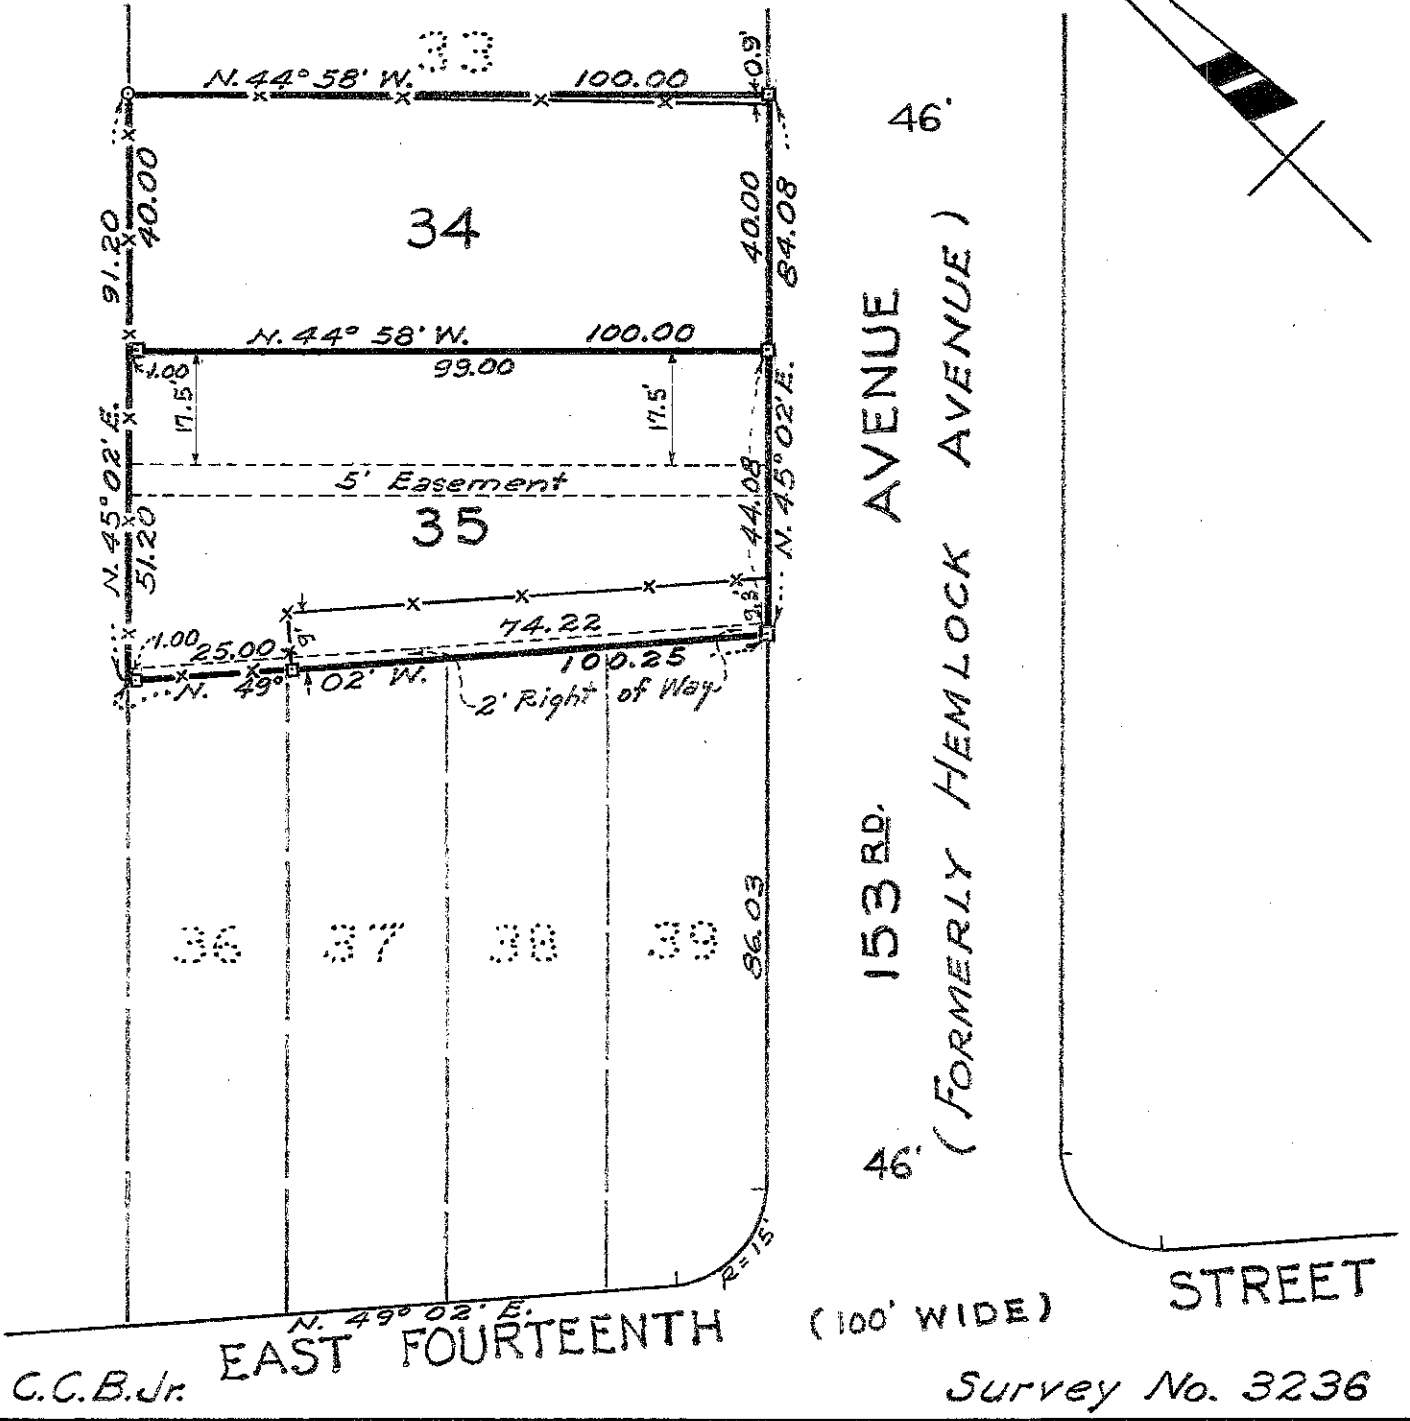 33
N. 44° 58' W. 100.00
0.9'
46'
91.20
40.00
34
40.00
84.08
N. 44° 58' W. 100.00
1.00
99.00
17.5'
17.5'
5' Easement
35
N. 45° 02' E.
51.20
44.08
N. 45° 02' E.
9.3'
1.00
25.00
9'
74.22
N. 49° 02' W. 100.25
2' Right of Way
153RD. AVENUE
(FORMERLY HEMLOCK AVENUE)
36
37
38
39
86.03
46'
R=15'
N. 49° 02' E.
EAST FOURTEENTH (100' WIDE) STREET
C.C.B.Jr.
Survey No. 3236